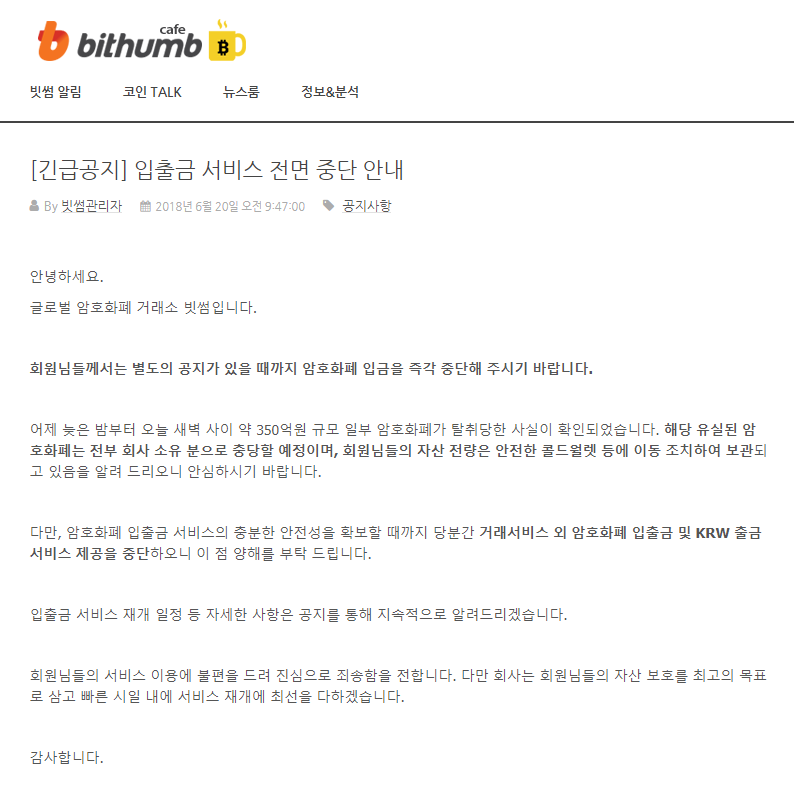 cafe
bithumb
빗썸 알림 코인 TALK 뉴스룸 정보&분석
[긴급공지] 입출금 서비스 전면 중단 안내
By 빗썸관리자 2018년 6월 20일 오전 9:47:00 공지사항
안녕하세요.
글로벌 암호화폐 거래소 빗썸입니다.
회원님들께서는 별도의 공지가 있을 때까지 암호화폐 입금을 즉각 중단해 주시기 바랍니다.
어제 늦은 밤부터 오늘 새벽 사이 약 350억원 규모 일부 암호화폐가 탈취당한 사실이 확인되었습니다. 해당 유실된 암
호화폐는 전부 회사 소유 분으로 충당할 예정이며, 회원님들의 자산 전량은 안전한 콜드월렛 등에 이동 조치하여 보관되
고 있음을 알려 드리오니 안심하시기 바랍니다.
다만, 암호화폐 입출금 서비스의 충분한 안전성을 확보할 때까지 당분간 거래서비스 외 암호화폐 입출금 및 KRW 출금
서비스 제공을 중단하오니 이 점 양해를 부탁 드립니다.
입출금 서비스 재개 일정 등 자세한 사항은 공지를 통해 지속적으로 알려드리겠습니다.
회원님들의 서비스 이용에 불편을 드려 진심으로 죄송함을 전합니다. 다만 회사는 회원님들의 자산 보호를 최고의 목표
로 삼고 빠른 시일 내에 서비스 재개에 최선을 다하겠습니다.
감사합니다.